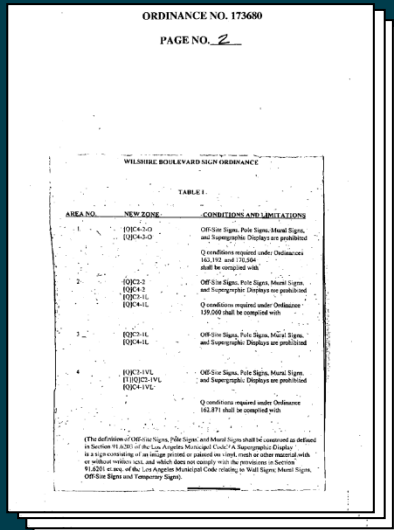 ORDINANCE NO. 173680
PAGE NO. 2
WILSHIRE BOULEVARD SIGN ORDINANCE
TABLE 1
AREA NO. NEW ZONE CONDITIONS AND LIMITATIONS
1 [Q]C4-2-O Off-Site Signs, Pole Signs, Mural Signs,
[Q]C4-3-O and Supergraphic Displays are prohibited
Q conditions required under Ordinances
163,192 and 170,504
shall be complied with
2 [Q]C2-2 Off-Site Signs, Pole Signs, Mural Signs,
[Q]C4-2 and Supergraphic Displays are prohibited
[Q]C2-1L
[Q]C4-1L Q conditions required under Ordinance
139,000 shall be complied with
3 [Q]C2-1L Off-Site Signs, Pole Signs, Mural Signs,
[Q]C4-1L and Supergraphic Displays are prohibited
4 [Q]C2-1VL Off-Site Signs, Pole Signs, Mural Signs,
[T][Q]C2-1VL and Supergraphic Displays are prohibited
[Q]C4-1VL
Q conditions required under Ordinance
162,871 shall be complied with
(The definition of Off-Site Signs, Pole Signs and Mural Signs shall be construed as defined
in Section 91.6203 of the Los Angeles Municipal Code. A Supergraphic Display
is a sign consisting of an image printed or painted on vinyl, mesh or other material with
or without written text, and which does not comply with the provisions in Section
91.6201 et.seq. of the Los Angeles Municipal Code relating to Wall Signs, Mural Signs,
Off-Site Signs and Temporary Signs).